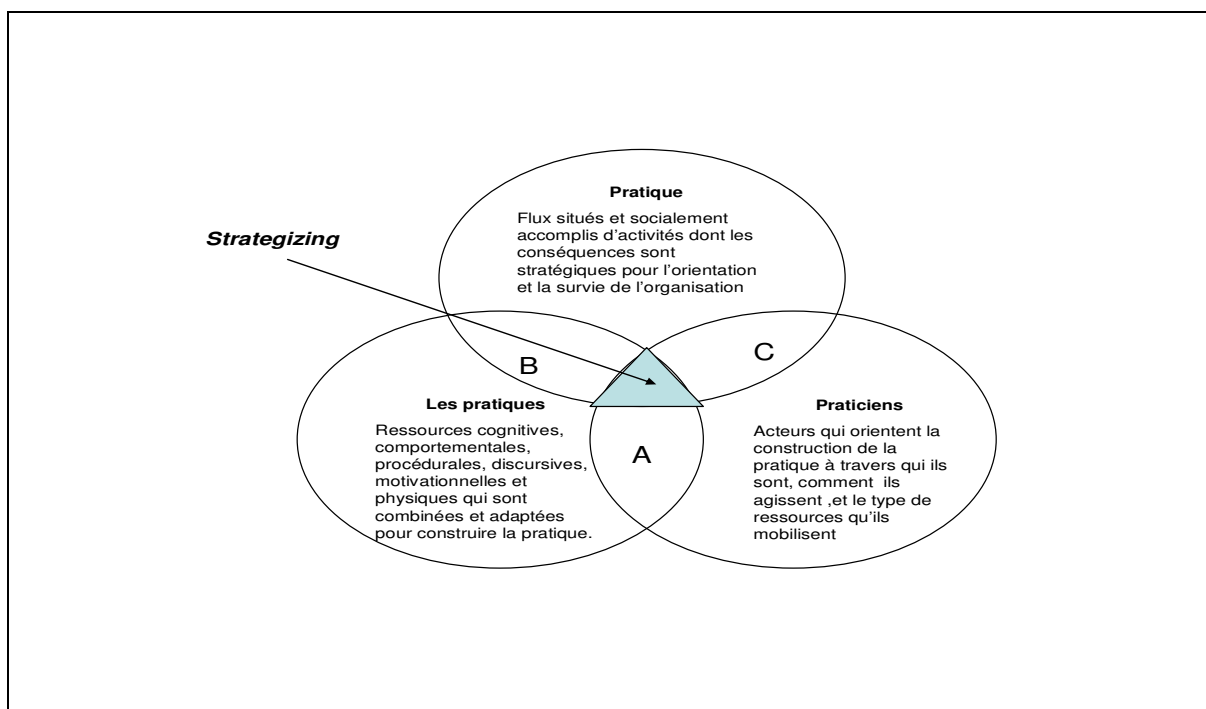 Pratique
Flux situés et socialement
accomplis d'activités dont les
conséquences sont
stratégiques pour l'orientation
et la survie de l'organisation
Strategizing
B
C
Les pratiques
Ressources cognitives,
comportementales,
procédurales, discursives,
motivationnelles et
physiques qui sont
combinées et adaptées
pour construire la pratique.
A
Praticiens
Acteurs qui orientent la
construction de la
pratique à travers qui ils
sont, comment ils
agissent ,et le type de
ressources qu'ils
mobilisent